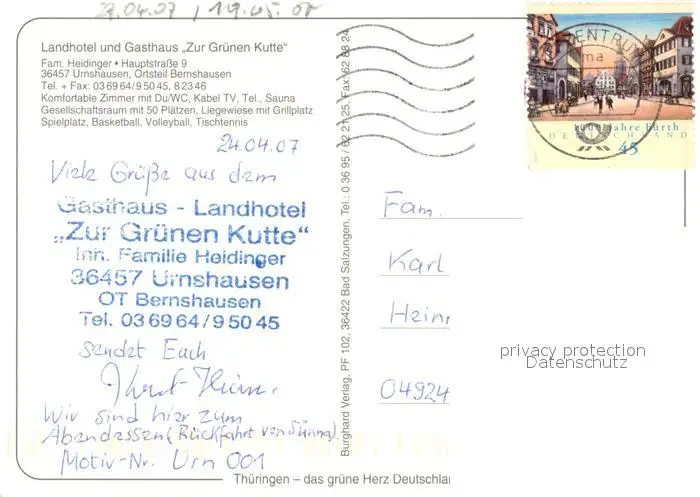 29.04.07 / 19.05.07
Landhotel und Gasthaus „Zur Grünen Kutte“
Fam. Heidinger • Hauptstraße 9
36457 Urnshausen, Ortsteil Bernshausen
Tel. + Fax: 03 69 64/9 50 45, 8 23 46
Komfortable Zimmer mit Du/WC, Kabel TV, Tel., Sauna
Gesellschaftsraum mit 50 Plätzen, Liegewiese mit Grillplatz
Spielplatz, Basketball, Volleyball, Tischtennis
24.04.07
Viele Grüße aus dem
Gasthaus - Landhotel
„Zur Grünen Kutte“
Inh. Familie Heidinger
36457 Urnshausen
OT Bernshausen
Tel. 03 69 64 / 9 50 45
sendet Euch
Wir sind hier zum
Abendessen (Rückfahrt von Sünna).
Motiv-Nr. Urn 001
Burghard Verlag, PF 102, 36422 Bad Salzungen, Tel.: 0 36 95 / 62 21 25, Fax: 62 88 24
ZENTRUM
1000 Jahre Fürth
DEUTSCHLAND
45
Fam.
Karl
Hein
04924
privacy protection
Datenschutz
Thüringen – das grüne Herz Deutschlan